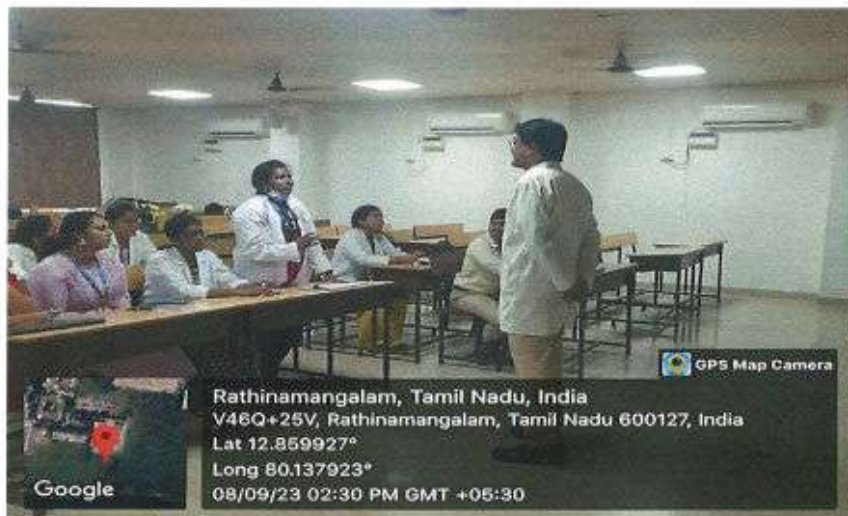 GPS Map Camera
Rathinamangalam, Tamil Nadu, India
V46Q+25V, Rathinamangalam, Tamil Nadu 600127, India
Lat 12.859927°
Long 80.137923°
08/09/23 02:30 PM GMT +05:30
Google